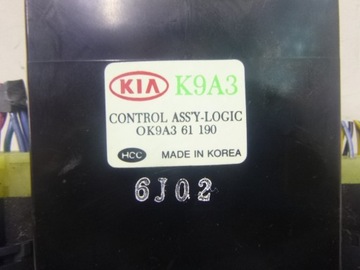 KIA K9A3
CONTROL ASS'Y-LOGIC
OK9A3 61 190
HCC MADE IN KOREA
6J02